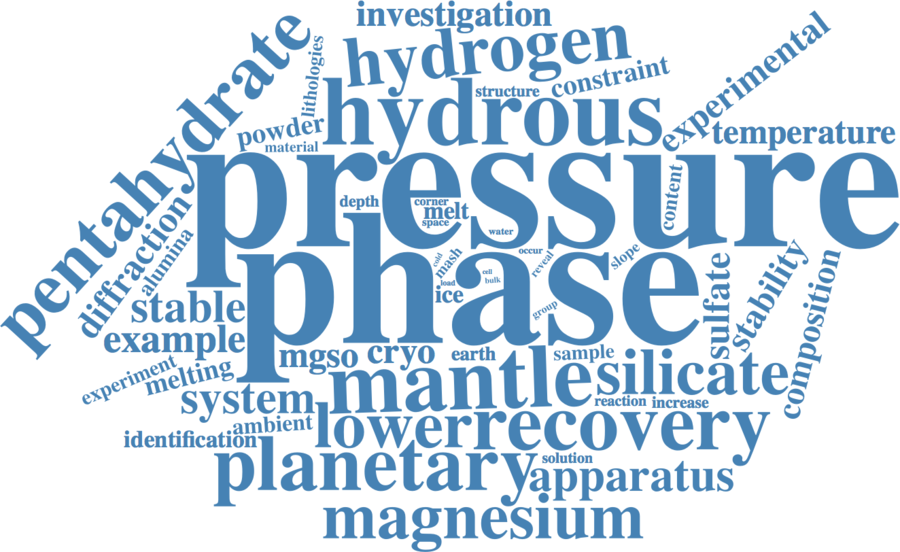 investigation
hydrogen
constraint
experimental
lithologies
structure
hydrous
powder
material
temperature
pentahydrate
pressure
content
depth
corner
melt
space
water
diffraction
alumina
phase
cold
mash
occur
reveal
slope
cell
bulk
load
ice
group
sulfate
stability
composition
stable
example
mgso
cryo
earth
sample
experiment
melting
mantle
silicate
system
reaction
increase
ambient
lower
recovery
identification
planetary
solution
apparatus
magnesium